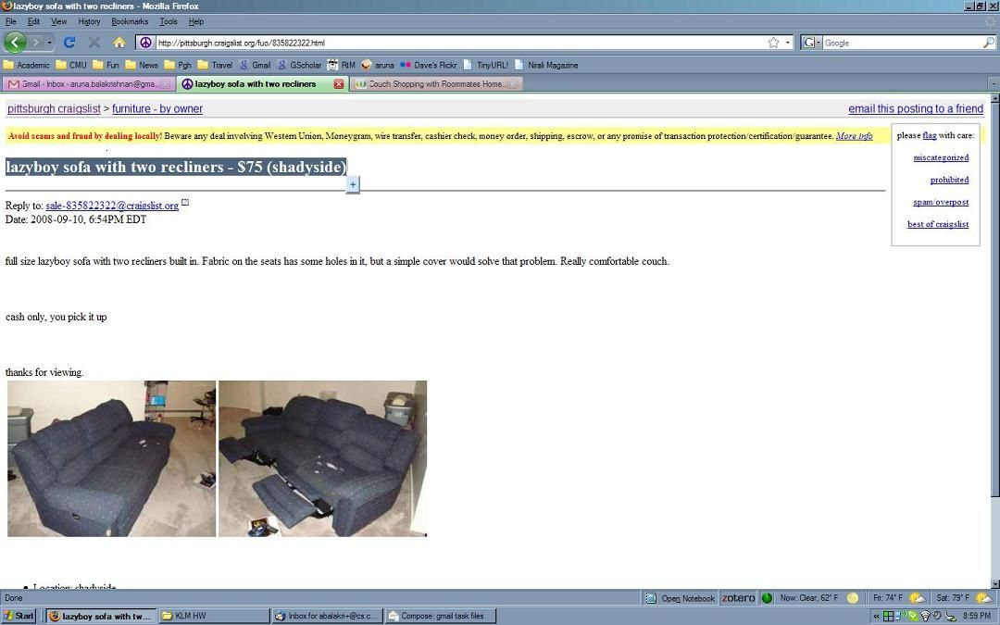 lazyboy sofa with two recliners - Mozilla Firefox
File Edit View History Bookmarks Tools Help
http://pittsburgh.craigslist.org/fuo/835822322.html
Google
Academic CMU Fun News Pgh Travel Gmail GScholar RtM aruna Dave's Flickr TinyURL! Nirali Magazine
Gmail - Inbox - aruna.balakrishnan@gma... lazyboy sofa with two recliners Couch Shopping with Roommates Home...
pittsburgh craigslist > furniture - by owner
email this posting to a friend
Avoid scams and fraud by dealing locally! Beware any deal involving Western Union, Moneygram, wire transfer, cashier check, money order, shipping, escrow, or any promise of transaction protection/certification/guarantee. More info
please flag with care:
miscategorized
prohibited
spam/overpost
best of craigslist
lazyboy sofa with two recliners - $75 (shadyside)
+
Reply to: sale-835822322@craigslist.org [?]
Date: 2008-09-10, 6:54PM EDT
full size lazyboy sofa with two recliners built in. Fabric on the seats has some holes in it, but a simple cover would solve that problem. Really comfortable couch.
cash only, you pick it up
thanks for viewing.
Location: shadyside
Done
Open Notebook zotero Now: Clear, 62° F Fri: 74° F Sat: 79° F
Start lazyboy sofa with tw... KLM HW Inbox for abalakri+@cs.c... Compose: gmail task files
« 8:59 PM